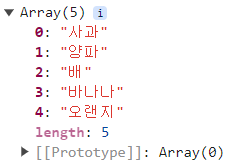 ▼ Array(5) i
0: "사과"
1: "양파"
2: "배"
3: "바나나"
4: "오랜지"
length: 5
▶ [[Prototype]]: Array(0)